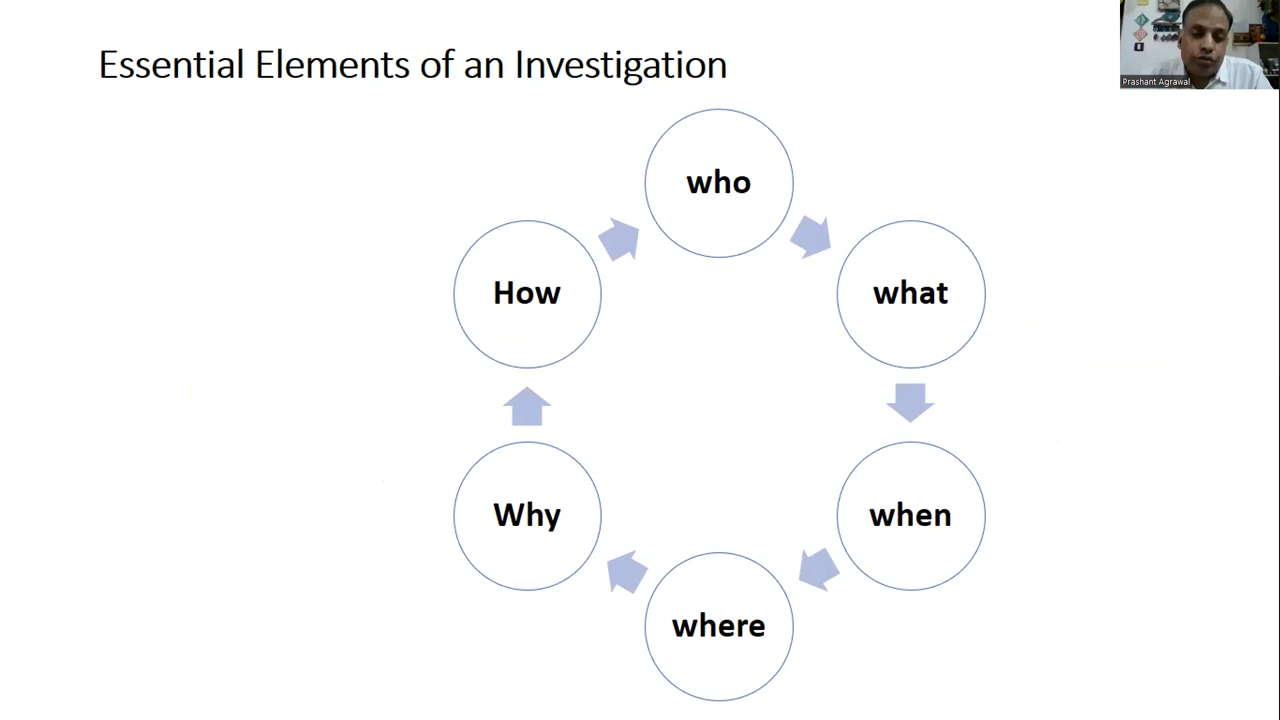 Essential Elements of an Investigation
Prashant Agrawal
who
what
when
where
Why
How